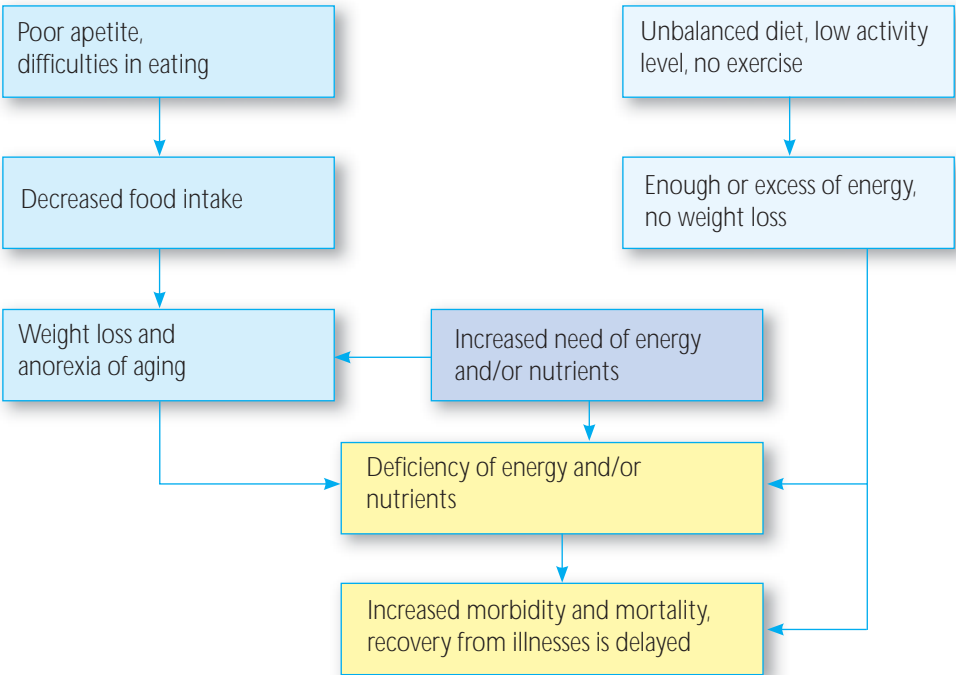 Poor apetite,
difficulties in eating
Unbalanced diet, low activity
level, no exercise
Decreased food intake
Enough or excess of energy,
no weight loss
Weight loss and
anorexia of aging
Increased need of energy
and/or nutrients
Deficiency of energy and/or
nutrients
Increased morbidity and mortality,
recovery from illnesses is delayed